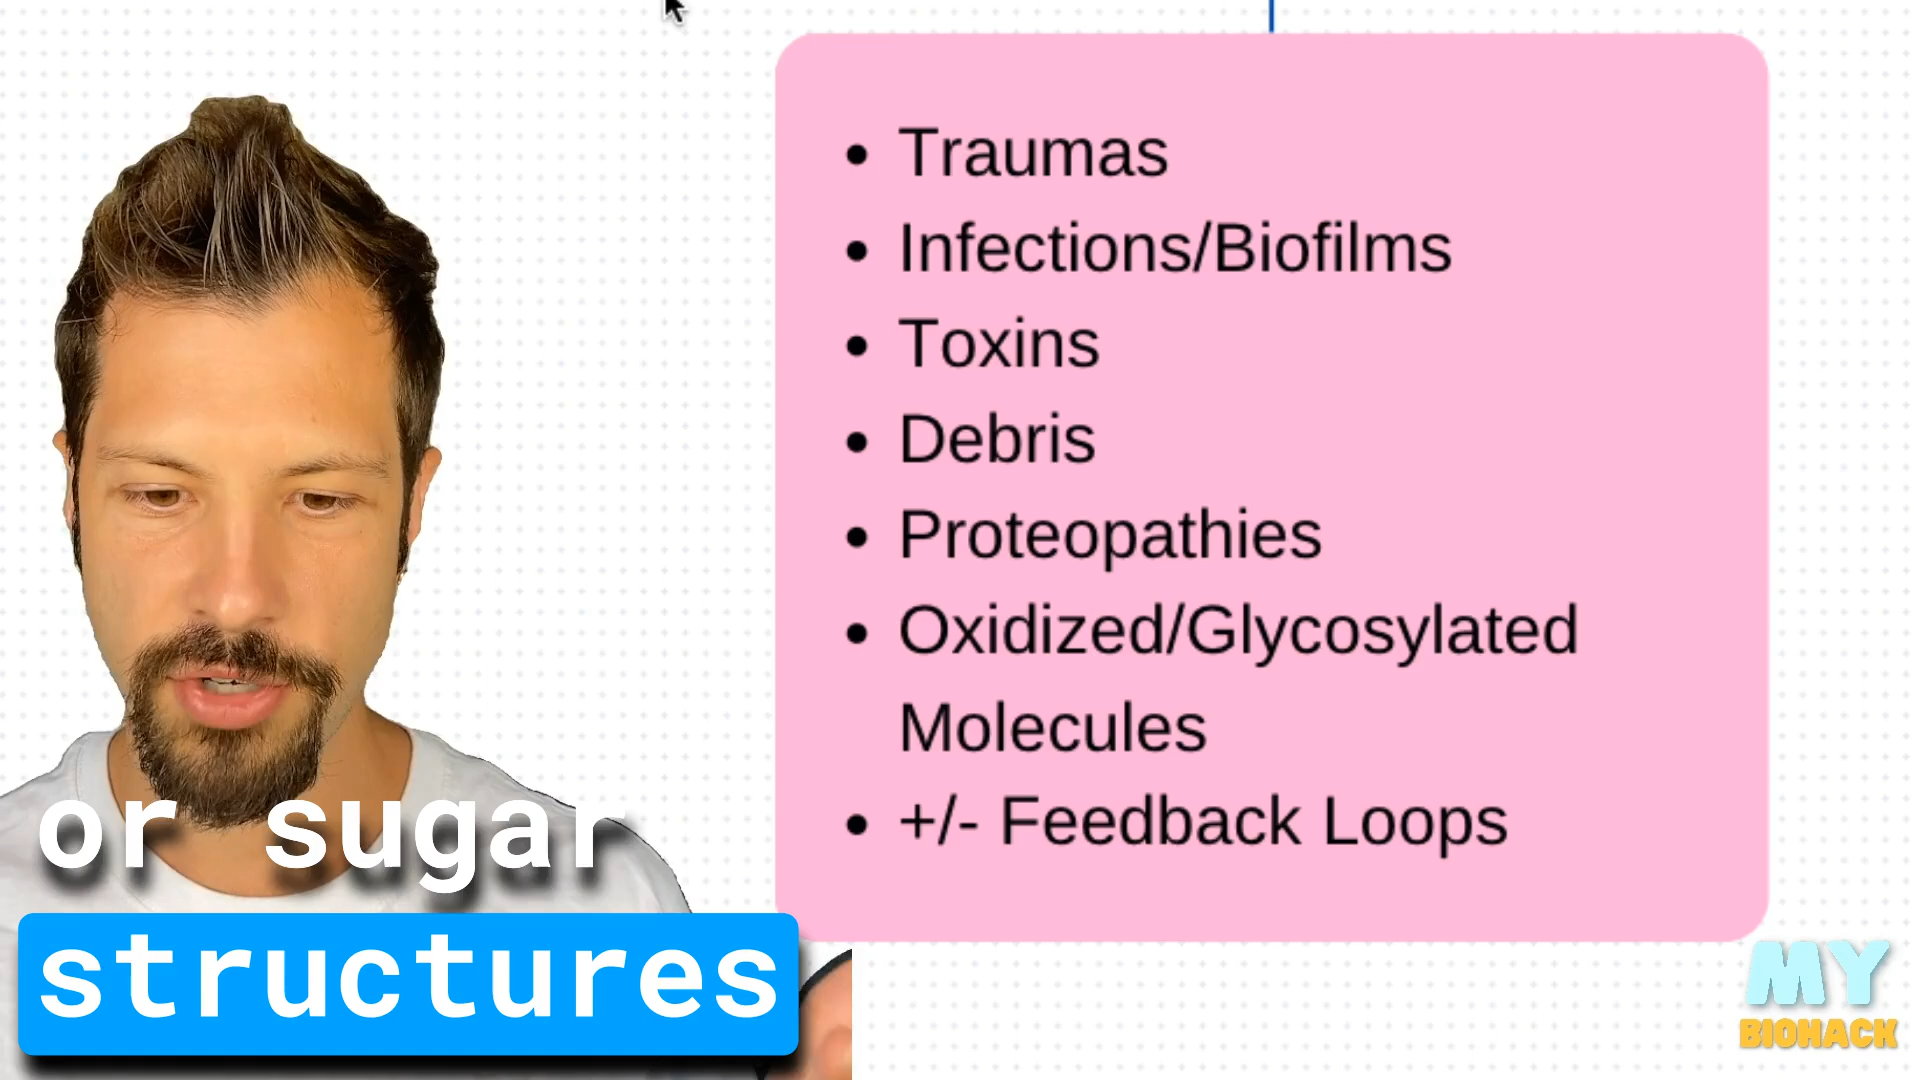 • Traumas
• Infections/Biofilms
• Toxins
• Debris
• Proteopathies
• Oxidized/Glycosylated
Molecules
• +/- Feedback Loops
or sugar
structures
MY
BIOHACK